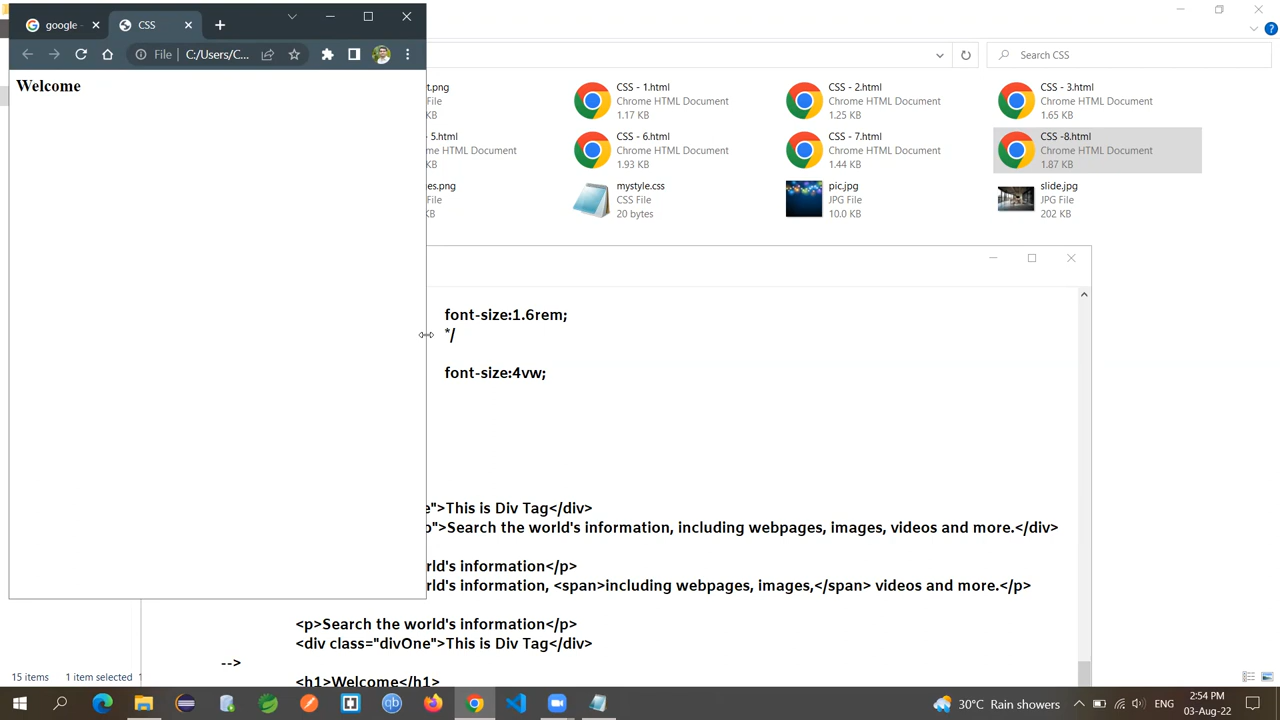 google -
CSS
File
C:/Users/C...
Welcome
Search CSS
t.png
File
KB
CSS - 1.html
Chrome HTML Document
1.17 KB
CSS - 2.html
Chrome HTML Document
1.25 KB
CSS - 3.html
Chrome HTML Document
1.65 KB
5.html
me HTML Document
KB
CSS - 6.html
Chrome HTML Document
1.93 KB
CSS - 7.html
Chrome HTML Document
1.44 KB
CSS -8.html
Chrome HTML Document
1.87 KB
es.png
File
KB
mystyle.css
CSS File
20 bytes
pic.jpg
JPG File
10.0 KB
slide.jpg
JPG File
202 KB
font-size:1.6rem;
*/
font-size:4vw;
e">This is Div Tag</div>
o">Search the world's information, including webpages, images, videos and more.</div>
rld's information</p>
rld's information, <span>including webpages, images,</span> videos and more.</p>
<p>Search the world's information</p>
<div class="divOne">This is Div Tag</div>
-->
<h1>Welcome</h1>
15 items
1 item selected
30°C Rain showers
ENG
2:54 PM
03-Aug-22